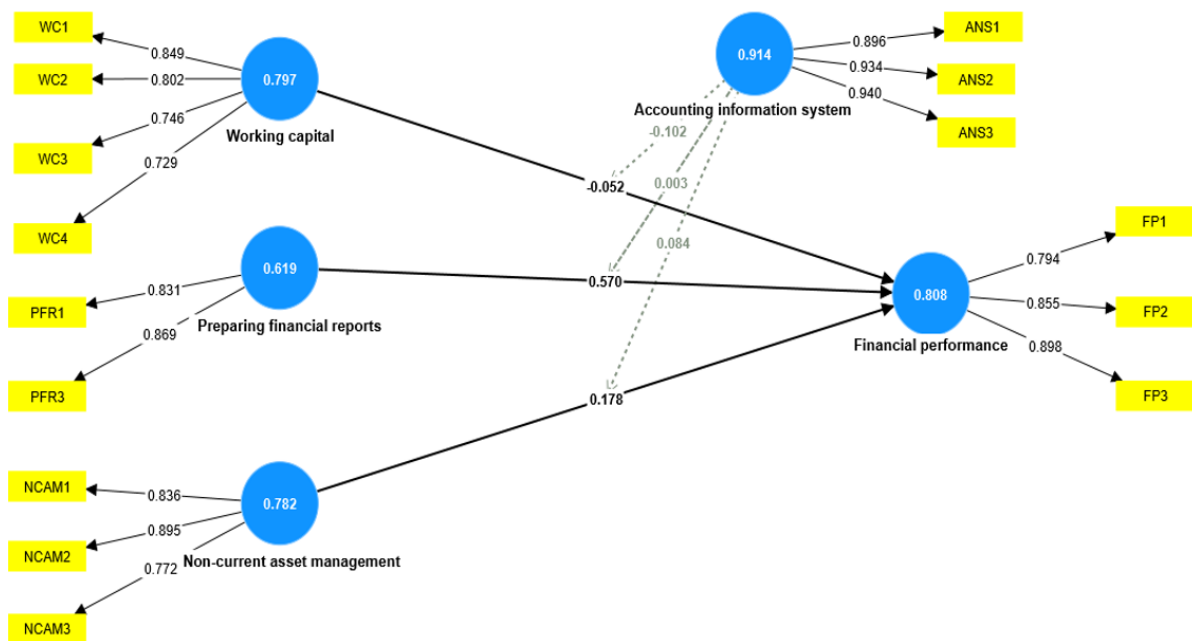 WC1
WC2
WC3
WC4
0.849
0.802
0.746
0.729
0.797
Working capital
ANS1
ANS2
ANS3
0.896
0.934
0.940
0.914
Accounting information system
-0.102
0.003
0.084
-0.052
0.570
0.178
PFR1
PFR3
0.831
0.869
0.619
Preparing financial reports
FP1
FP2
FP3
0.794
0.855
0.898
0.808
Financial performance
NCAM1
NCAM2
NCAM3
0.836
0.895
0.772
0.782
Non-current asset management